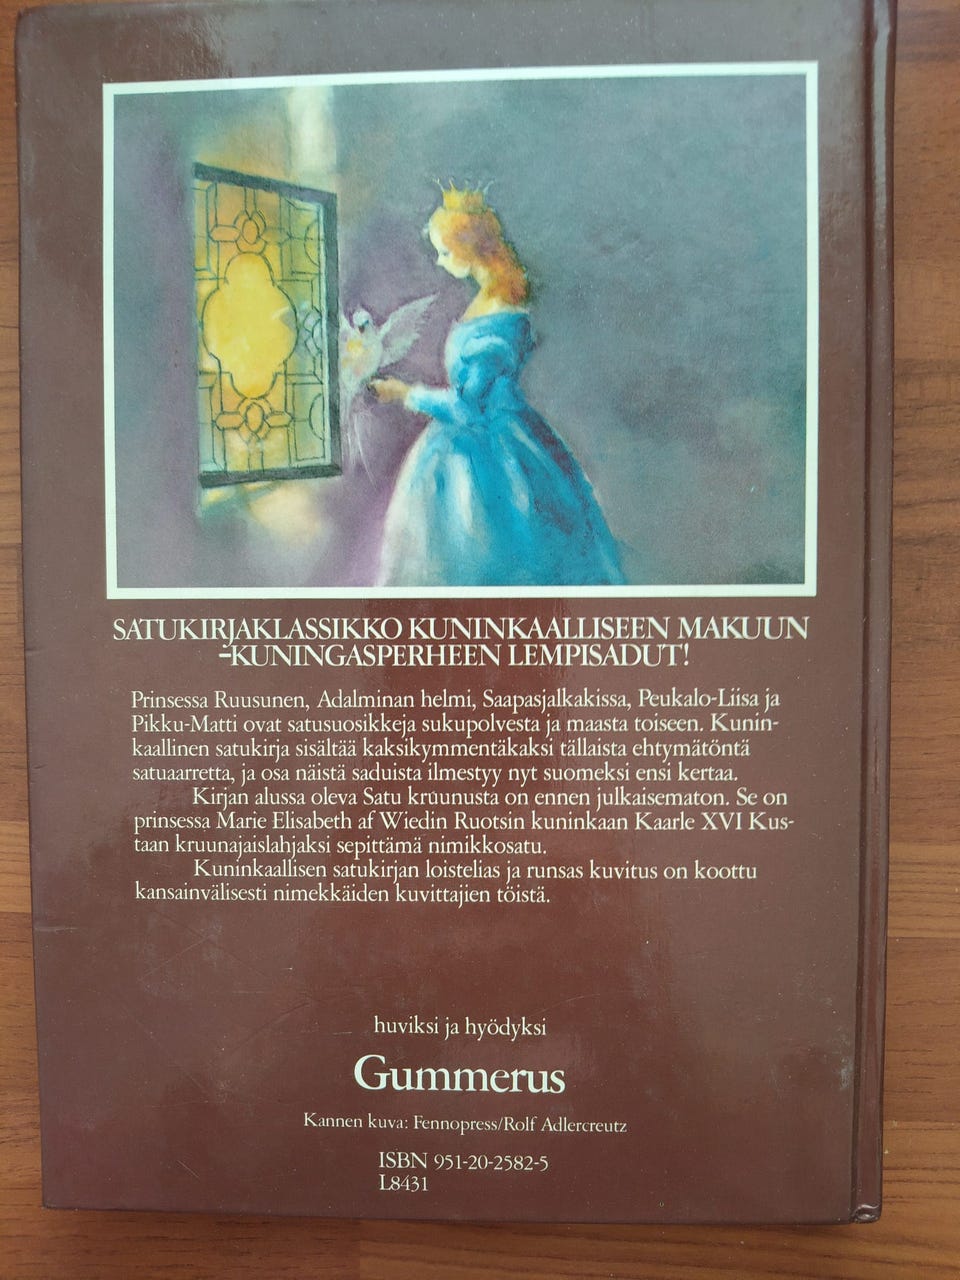 SATUKIRJAKLASSIKKO KUNINKAALLISEEN MAKUUN
-KUNINGASPERHEEN LEMPISADUT!
Prinsessa Ruusunen, Adalminan helmi, Saapasjalkakissa, Peukalo-Liisa ja
Pikku-Matti ovat satusuosikkeja sukupolvesta ja maasta toiseen. Kunin-
kaallinen satukirja sisältää kaksikymmentäkaksi tällaista ehtymätöntä
satuaarretta, ja osa näistä saduista ilmestyy nyt suomeksi ensi kertaa.
Kirjan alussa oleva Satu kruunusta on ennen julkaisematon. Se on
prinsessa Marie Elisabeth af Wiedin Ruotsin kuninkaan Kaarle XVI Kus-
taan kruunajaislahjaksi sepittämä nimikkosatu.
Kuninkaallisen satukirjan loistelias ja runsas kuvitus on koottu
kansainvälisesti nimekkäiden kuvittajien töistä.
huviksi ja hyödyksi
Gummerus
Kannen kuva: Fennopress/Rolf Adlercreutz
ISBN 951-20-2582-5
L8431